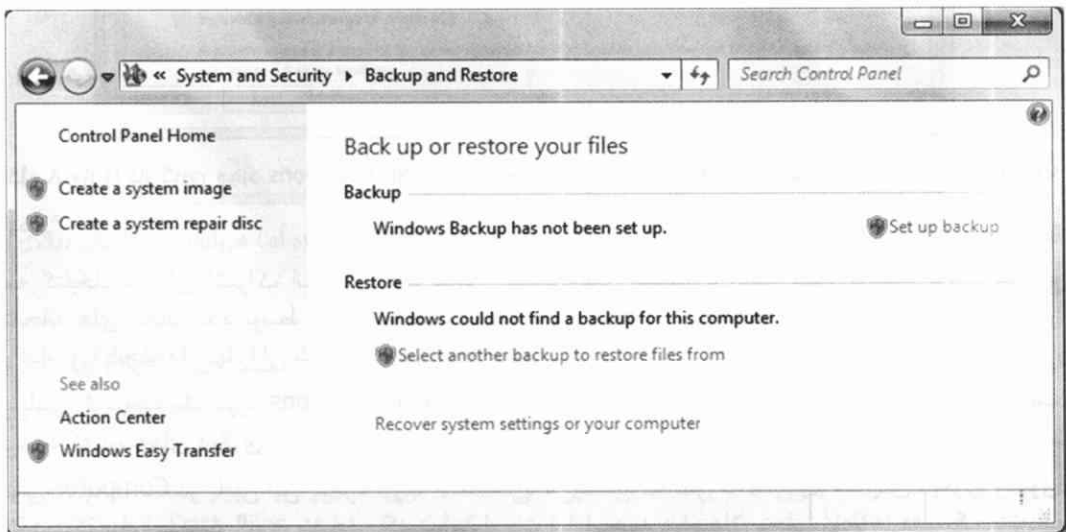 « System and Security ▸ Backup and Restore
Search Control Panel
Control Panel Home
Create a system image
Create a system repair disc
Back up or restore your files
Backup
Windows Backup has not been set up.
Set up backup
Restore
Windows could not find a backup for this computer.
Select another backup to restore files from
Recover system settings or your computer
See also
Action Center
Windows Easy Transfer